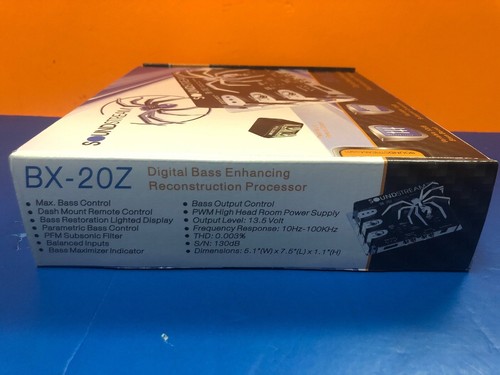 SOUNDSTREAM
BX-20Z
Digital Bass Enhancing
Reconstruction Processor
• Max. Bass Control
• Dash Mount Remote Control
• Bass Restoration Lighted Display
• Parametric Bass Control
• PFM Subsonic Filter
• Balanced Inputs
• Bass Maximizer Indicator
• Bass Output Control
• PWM High Head Room Power Supply
• Output Level: 13.5 Volt
• Frequency Response: 10Hz-100KHz
• THD: 0.003%
• S/N: 130dB
• Dimensions: 5.1"(W) x 7.5"(L) x 1.1"(H)
SOUNDSTREAM